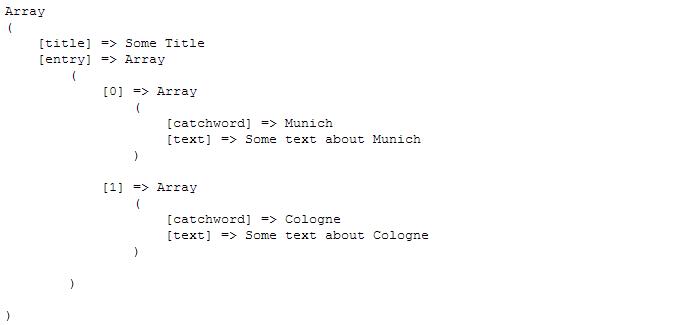 Array
(
    [title] => Some Title
    [entry] => Array
        (
            [0] => Array
                (
                    [catchword] => Munich
                    [text] => Some text about Munich
                )

            [1] => Array
                (
                    [catchword] => Cologne
                    [text] => Some text about Cologne
                )

        )

)